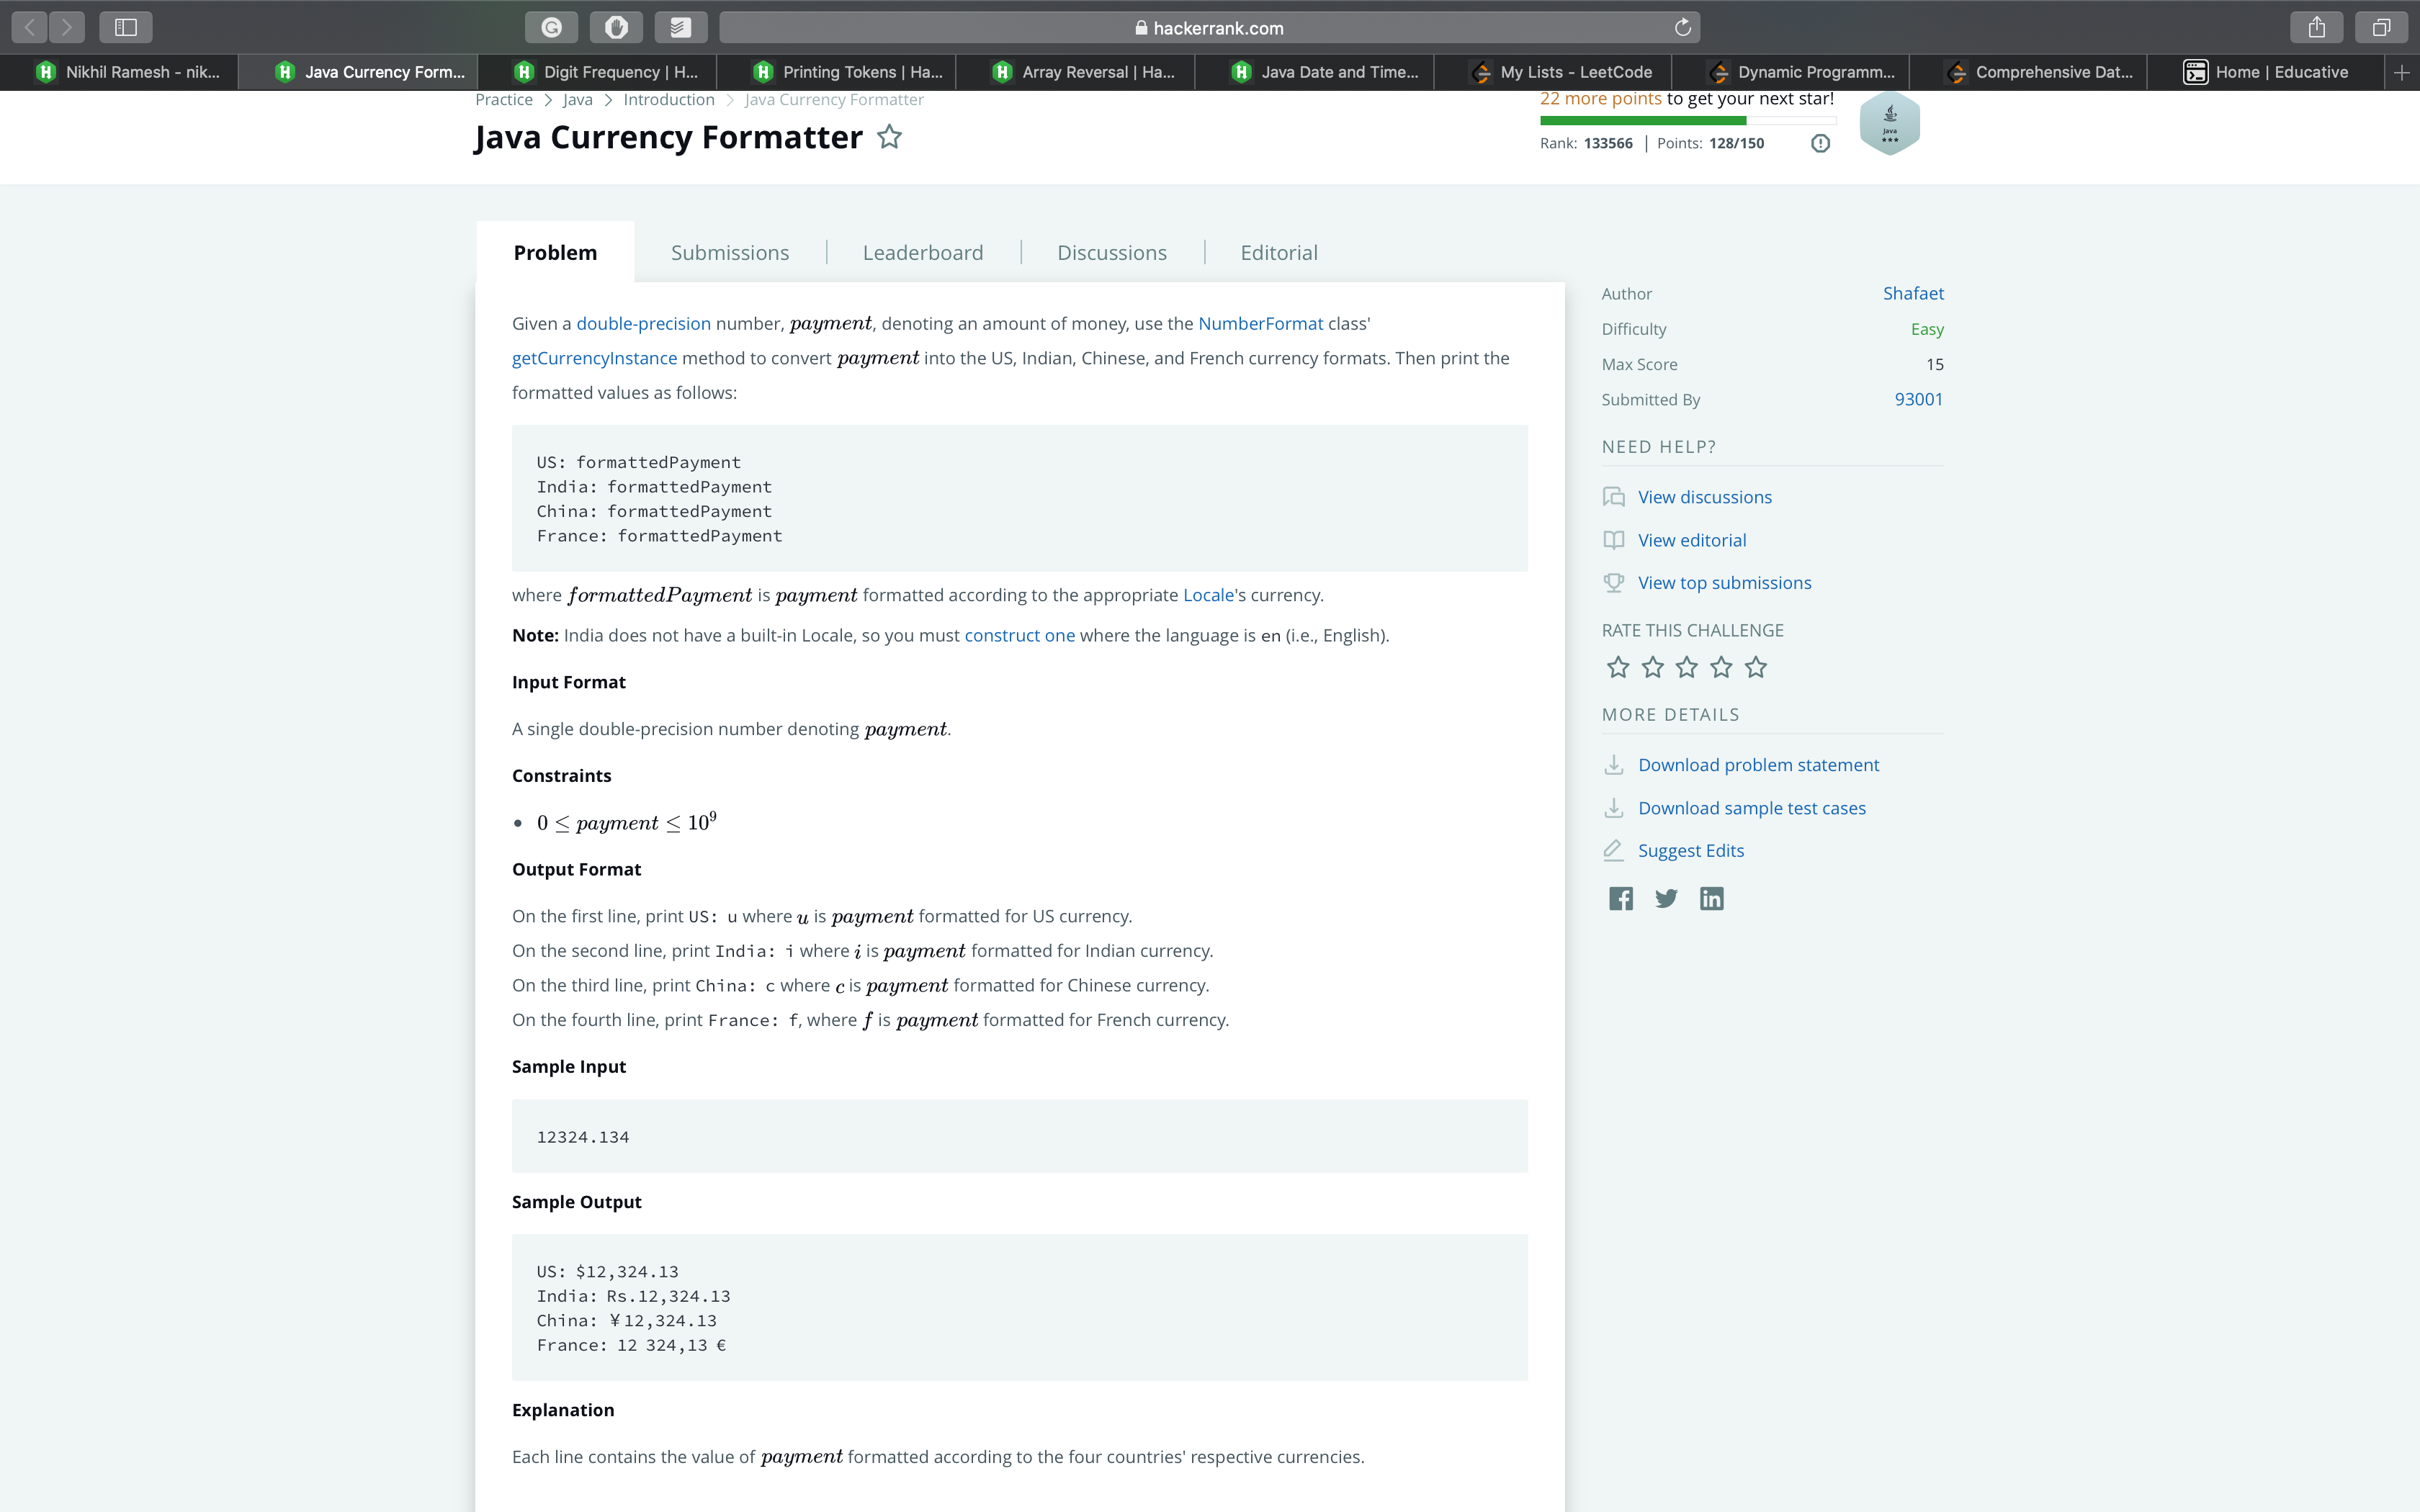 hackerrank.com
Nikhil Ramesh - nik...
Java Currency Form...
Digit Frequency | H...
Printing Tokens | Ha...
Array Reversal | Ha...
Java Date and Time...
My Lists - LeetCode
Dynamic Programm...
Comprehensive Dat...
Home | Educative
Practice > Java > Introduction > Java Currency Formatter
Java Currency Formatter
22 more points to get your next star!
Rank: 133566 | Points: 128/150
Java
Problem
Submissions
Leaderboard
Discussions
Editorial
Given a double-precision number, payment, denoting an amount of money, use the NumberFormat class'
getCurrencyInstance method to convert payment into the US, Indian, Chinese, and French currency formats. Then print the
formatted values as follows:
US: formattedPayment
India: formattedPayment
China: formattedPayment
France: formattedPayment
where formattedPayment is payment formatted according to the appropriate Locale's currency.
Note: India does not have a built-in Locale, so you must construct one where the language is en (i.e., English).
Input Format
A single double-precision number denoting payment.
Constraints
• 0 ≤ payment ≤ 10⁹
Output Format
On the first line, print US: u where u is payment formatted for US currency.
On the second line, print India: i where i is payment formatted for Indian currency.
On the third line, print China: c where c is payment formatted for Chinese currency.
On the fourth line, print France: f, where f is payment formatted for French currency.
Sample Input
12324.134
Sample Output
US: $12,324.13
India: Rs.12,324.13
China: ￥12,324.13
France: 12 324,13 €
Explanation
Each line contains the value of payment formatted according to the four countries' respective currencies.
Author Shafaet
Difficulty Easy
Max Score 15
Submitted By 93001
NEED HELP?
View discussions
View editorial
View top submissions
RATE THIS CHALLENGE
MORE DETAILS
Download problem statement
Download sample test cases
Suggest Edits